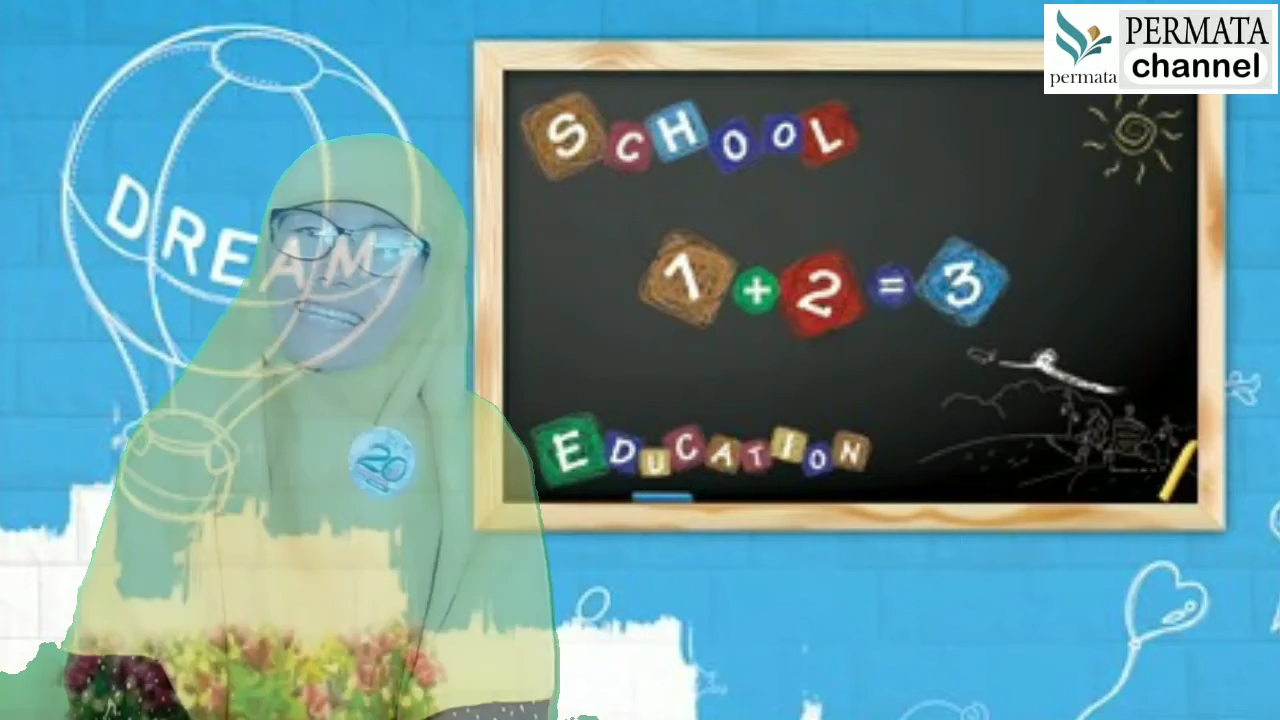 PERMATA
channel
permata
SCHOOL
DREAM
1 + 2 = 3
20
EDUCATION